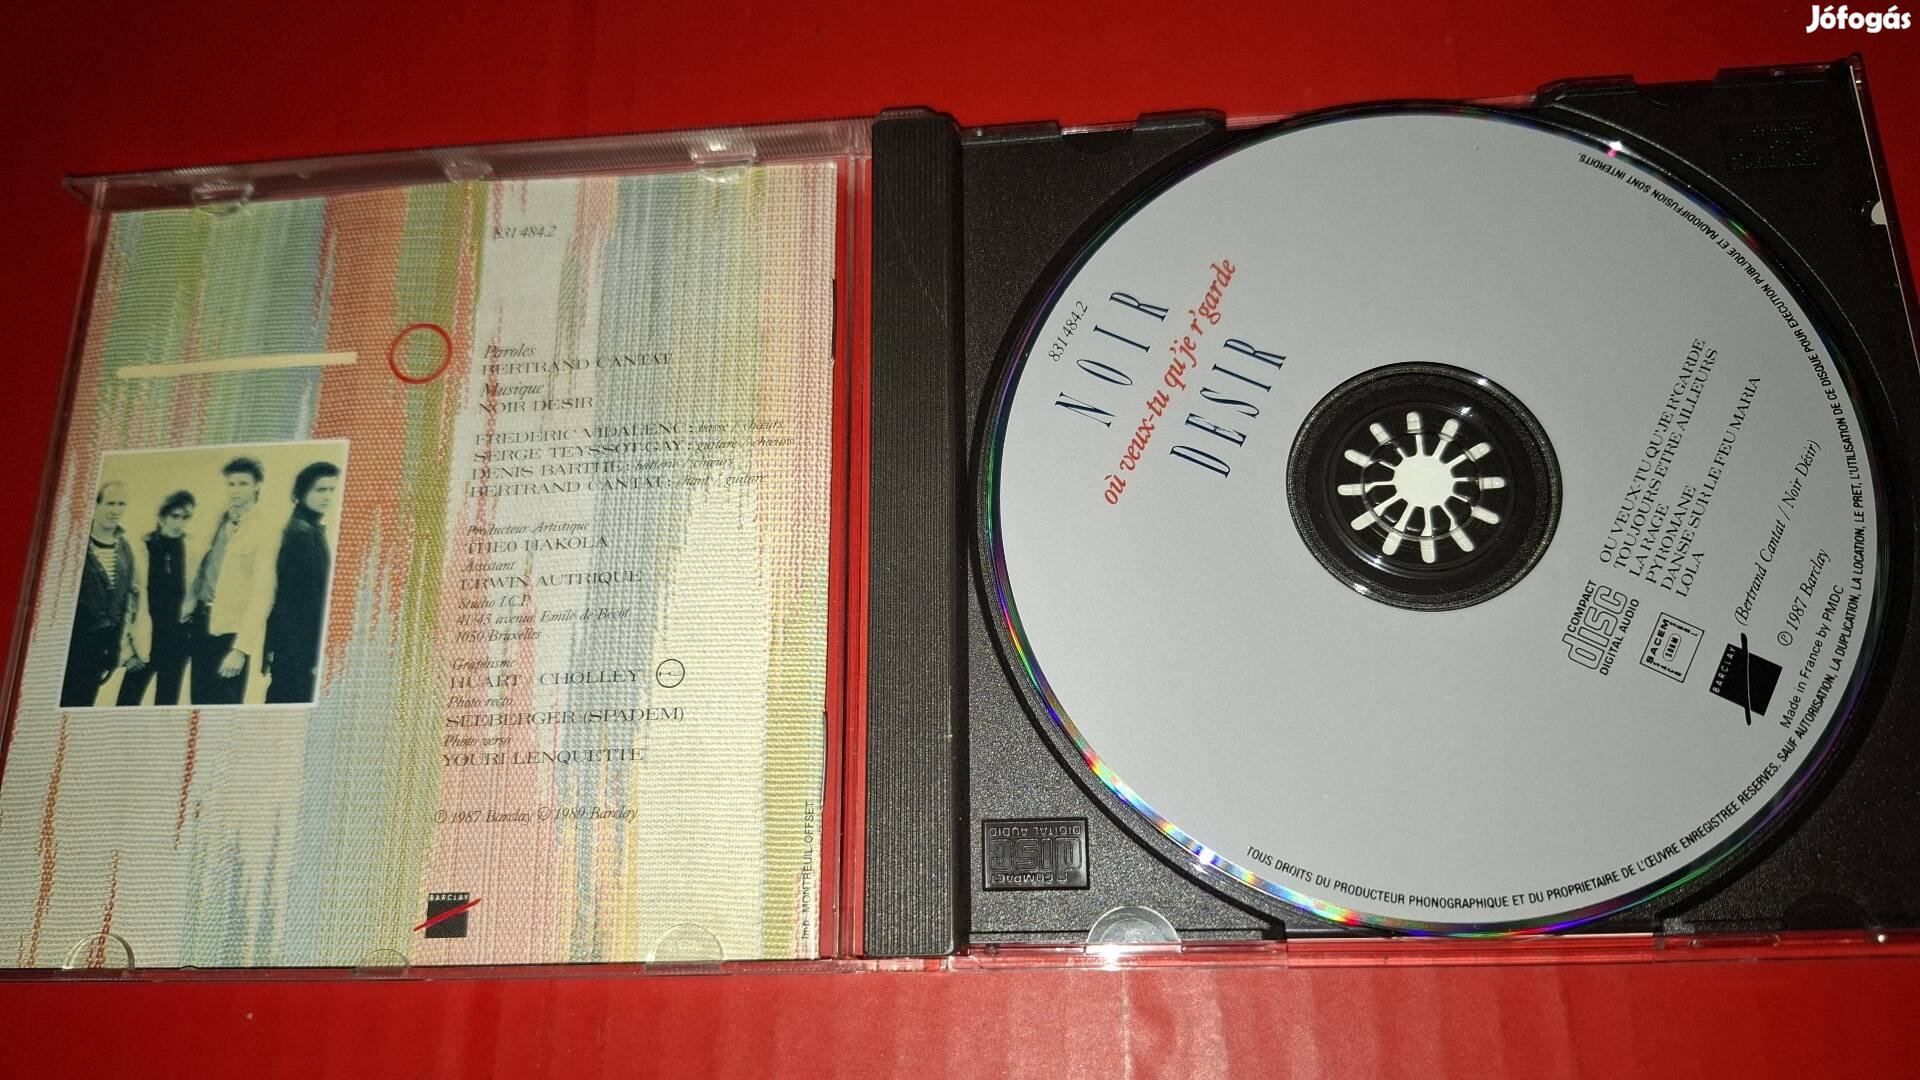 Jófogás
831 484.2
Paroles
BERTRAND CANTAT
Musique
NOIR DESIR
FREDERIC VIDALENC : basse / chœurs
SERGE TEYSSOT-GAY : guitare / chœurs
DENIS BARTHE : batterie / chœurs
BERTRAND CANTAT : chant / guitare
Producteur Artistique
THEO HAKOLA
Assistant
ERWIN AUTRIQUE
Studio I.C.P.
41/43 avenue Emile de Beçot
1050 Bruxelles
Graphisme
HUART / CHOLLEY
Photo recto
SEEBERGER (SPADEM)
Photo verso
YOURI LENQUETTE
℗ 1987 Barclay © 1989 Barclay
BARCLAY
MONTREUIL OFFSET
831 484.2
NOIR
où veux-tu qu'je r'garde
DESIR
OU VEUX-TU QU'JE R'GARDE
TOUJOURS ETRE AILLEURS
LA RAGE
PYROMANE
DANSE SUR LE FEU MARIA
LOLA
(Bertrand Cantat / Noir Désir)
℗ 1987 Barclay
Made in France by PMDC
COMPACT
disc
DIGITAL AUDIO
SACEM
SDRM
BARCLAY
TOUS DROITS DU PRODUCTEUR PHONOGRAPHIQUE ET DU PROPRIETAIRE DE L'ŒUVRE ENREGISTREE RESERVES. SAUF AUTORISATION, LA DUPLICATION, LA LOCATION, LE PRET, L'UTILISATION DE CE DISQUE POUR EXECUTION PUBLIQUE ET RADIODIFFUSION SONT INTERDITS.
COMPACT
disc
DIGITAL AUDIO